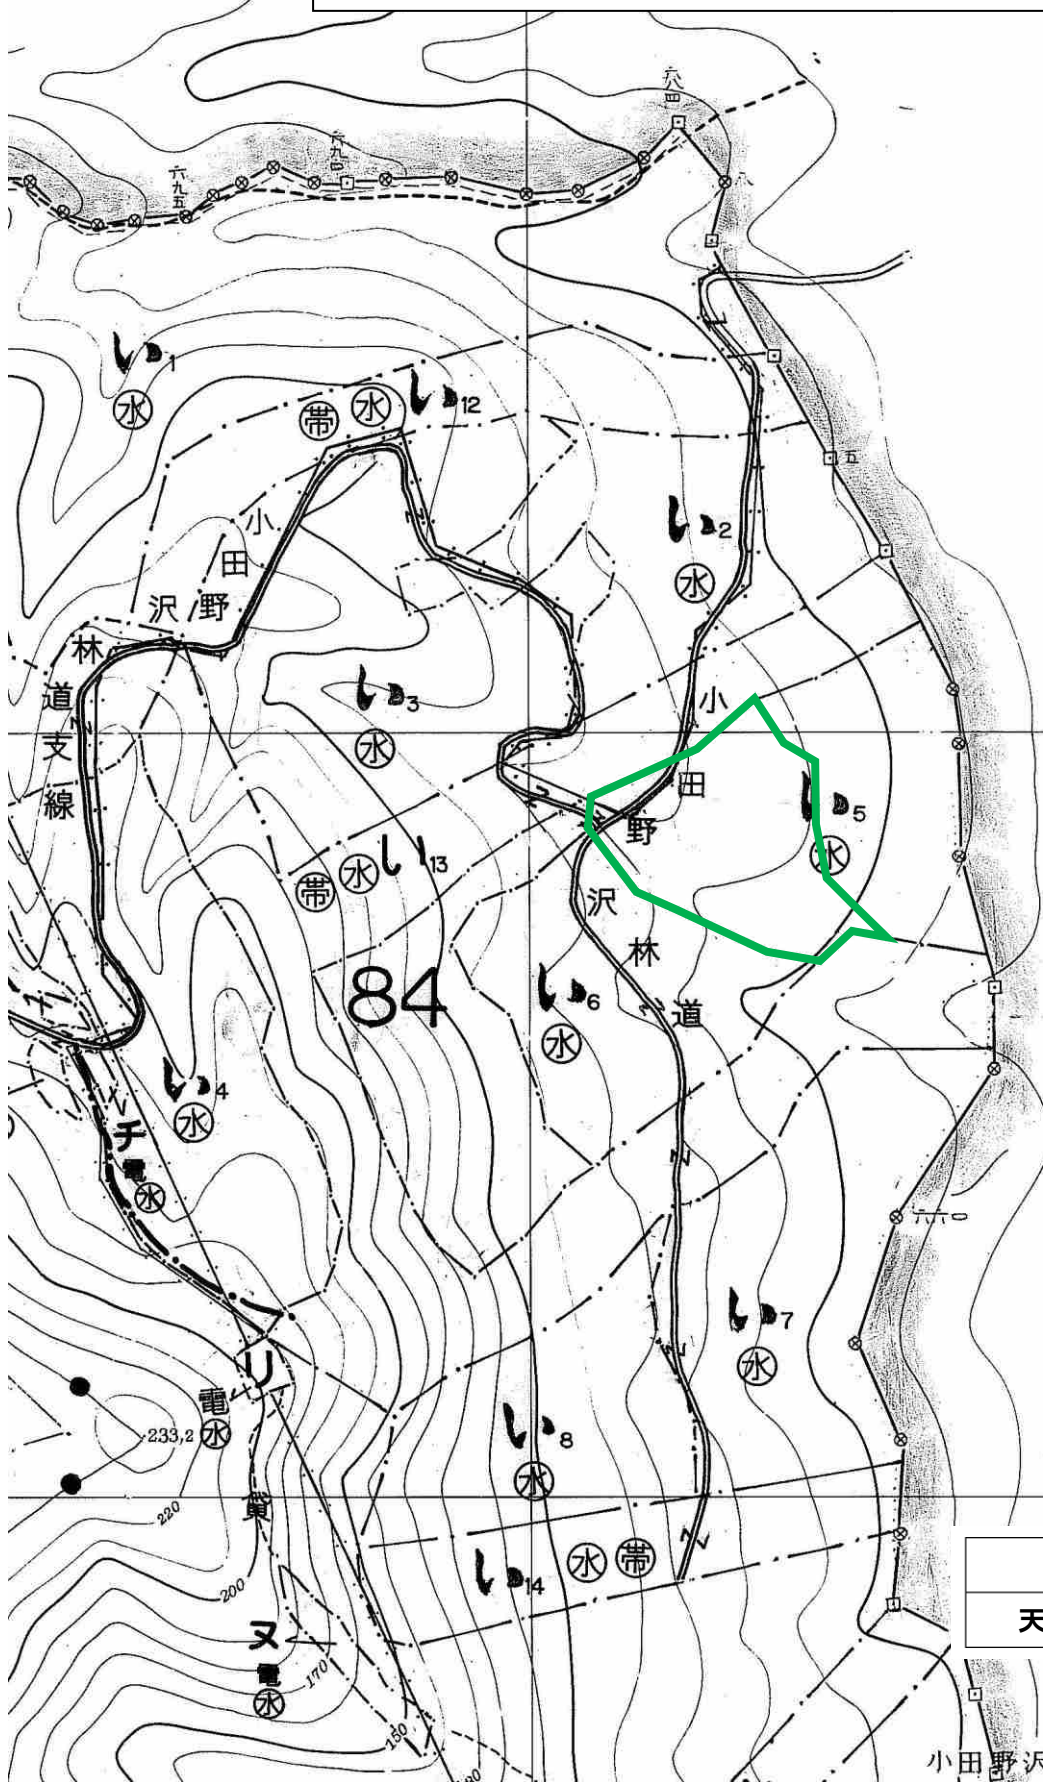 六八四
六九四
六九五
八
い1
水
帯
水
い12
五
い2
水
小田野沢
林道支線
い3
水
小田野沢林道
い5
水
帯
水
い13
84
い6
水
い4
水
チ
電
水
い7
水
リ
電
水
233,2
い8
水
220
200
い14
水
帯
ヌ
電
水
170
150
天
小田野沢